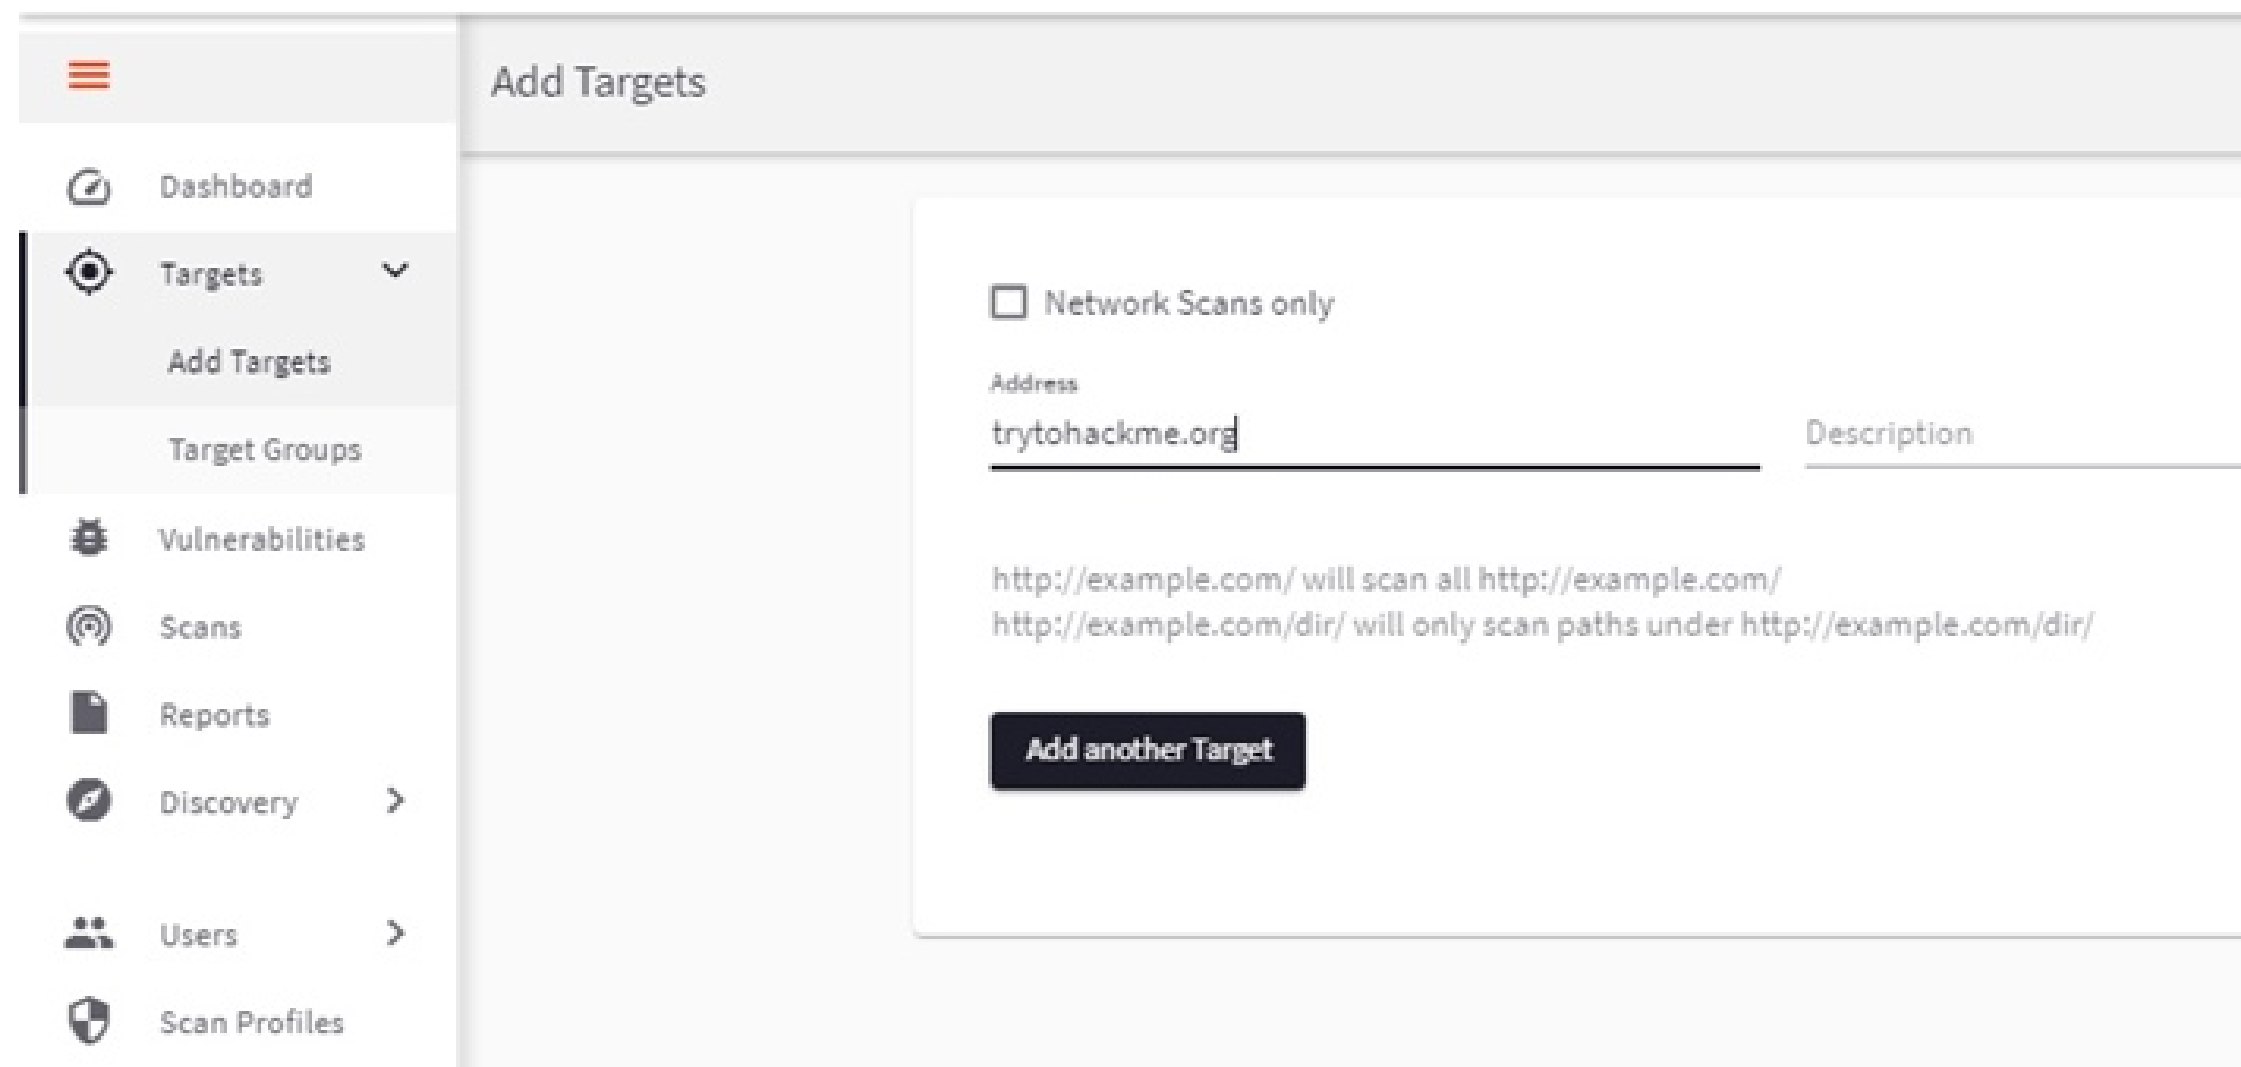 Add Targets
Dashboard
Targets
Add Targets
Target Groups
Vulnerabilities
Scans
Reports
Discovery
Users
Scan Profiles
Network Scans only
Address
trytohackme.org
Description
http://example.com/ will scan all http://example.com/
http://example.com/dir/ will only scan paths under http://example.com/dir/
Add another Target